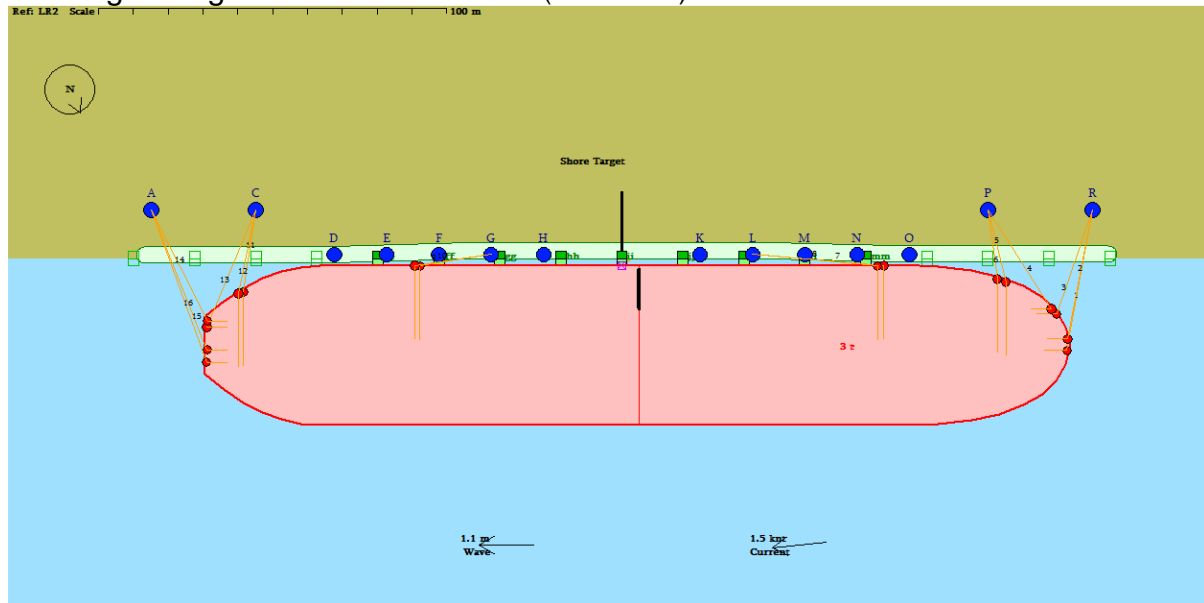 Ref: LR2 Scale 100 m
N
Shore Target
A C P R
D E F G H K L M N O
11
14
12
13
16
15
5
6
4
3
2
1
7
ff gg hh ii mm
3 r
1.1 m
Wave
1.5 knt
Current